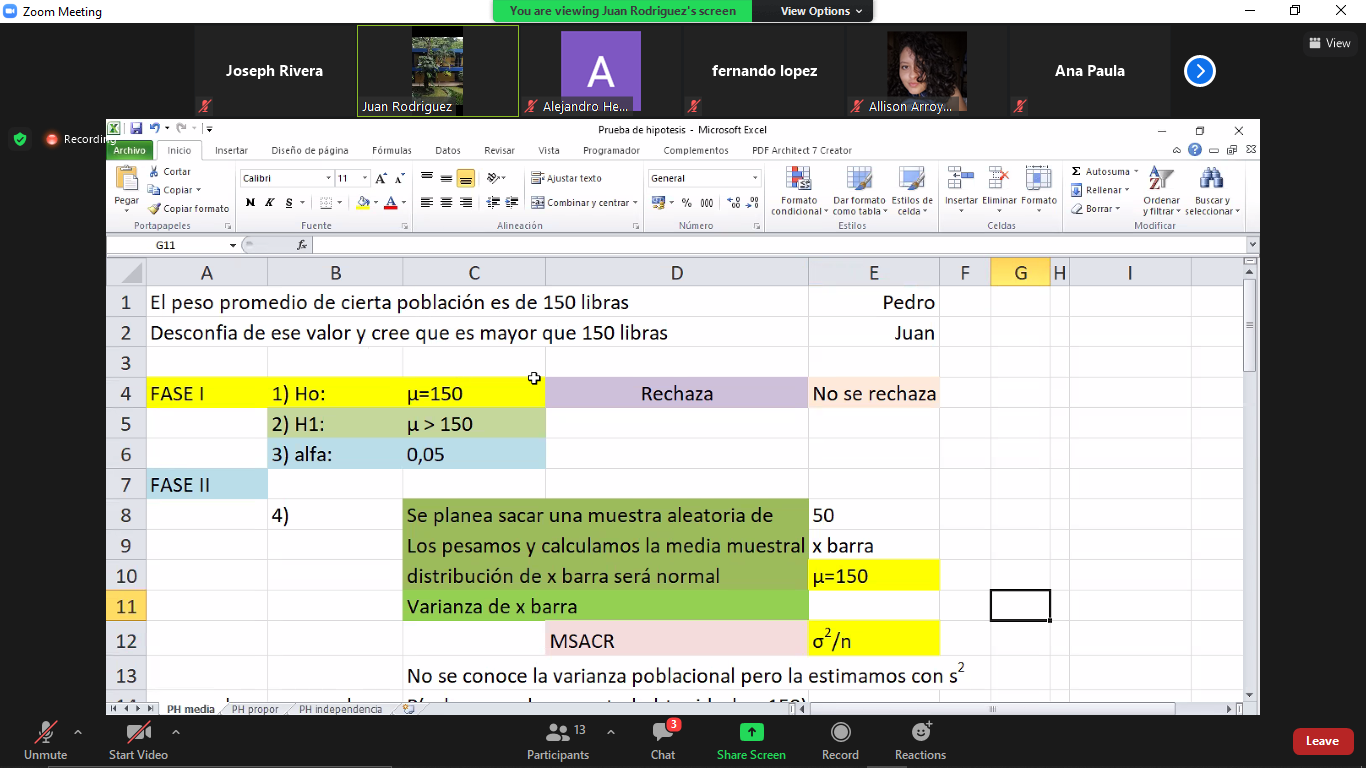 Zoom Meeting
You are viewing Juan Rodriguez's screen
View Options
View
Joseph Rivera
Juan Rodriguez
A
Alejandro He...
fernando lopez
Allison Arroy...
Ana Paula
Recording
Prueba de hipotesis - Microsoft Excel
Archivo Inicio Insertar Diseño de página Fórmulas Datos Revisar Vista Programador Complementos PDF Architect 7 Creator
Pegar
Cortar
Copiar
Copiar formato
Portapapeles
Calibri 11
N K S
Fuente
Ajustar texto
Combinar y centrar
Alineación
General
% 000
Número
Formato condicional
Dar formato como tabla
Estilos de celda
Estilos
Insertar Eliminar Formato
Celdas
Autosuma
Rellenar
Borrar
Ordenar y filtrar
Buscar y seleccionar
Modificar
G11
fx
A B C D E F G H I
1 El peso promedio de cierta población es de 150 libras Pedro
2 Desconfia de ese valor y cree que es mayor que 150 libras Juan
3
4 FASE I 1) Ho: μ=150 Rechaza No se rechaza
5 2) H1: μ > 150
6 3) alfa: 0,05
7 FASE II
8 4) Se planea sacar una muestra aleatoria de 50
9 Los pesamos y calculamos la media muestral x barra
10 distribución de x barra será normal μ=150
11 Varianza de x barra
12 MSACR σ²/n
13 No se conoce la varianza poblacional pero la estimamos con s²
PH media PH propor PH independencia
Unmute
Start Video
Participants 13
Chat 3
Share Screen
Record
Reactions
Leave